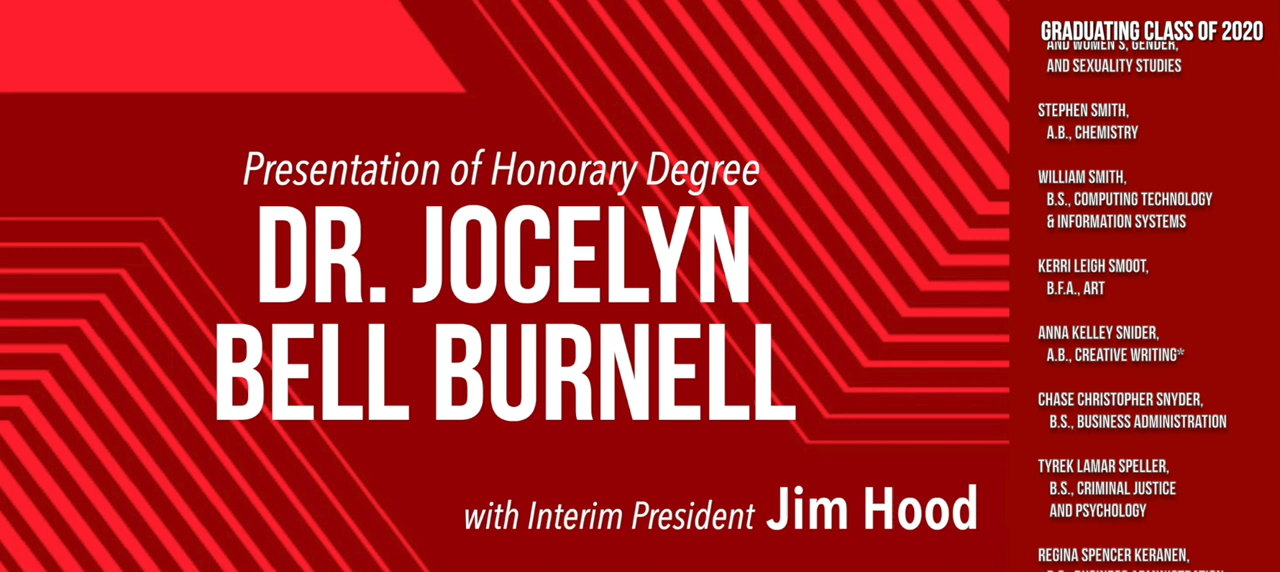 Presentation of Honorary Degree
DR. JOCELYN
BELL BURNELL
with Interim President Jim Hood
GRADUATING CLASS OF 2020
AND WOMEN'S, GENDER,
AND SEXUALITY STUDIES
STEPHEN SMITH,
A.B., CHEMISTRY
WILLIAM SMITH,
B.S., COMPUTING TECHNOLOGY
& INFORMATION SYSTEMS
KERRI LEIGH SMOOT,
B.F.A., ART
ANNA KELLEY SNIDER,
A.B., CREATIVE WRITING*
CHASE CHRISTOPHER SNYDER,
B.S., BUSINESS ADMINISTRATION
TYREK LAMAR SPELLER,
B.S., CRIMINAL JUSTICE
AND PSYCHOLOGY
REGINA SPENCER KERANEN,